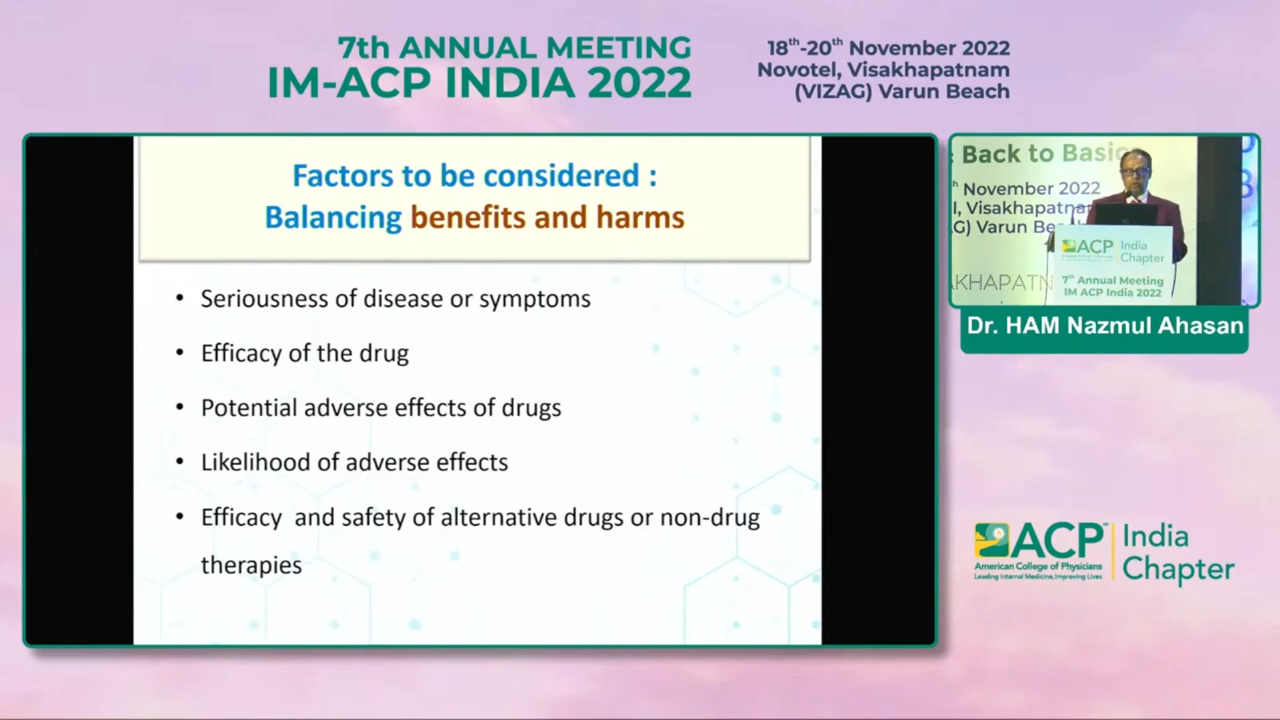 7th ANNUAL MEETING
IM-ACP INDIA 2022
18th-20th November 2022
Novotel, Visakhapatnam
(VIZAG) Varun Beach
Factors to be considered :
Balancing benefits and harms
• Seriousness of disease or symptoms
• Efficacy of the drug
• Potential adverse effects of drugs
• Likelihood of adverse effects
• Efficacy and safety of alternative drugs or non-drug
therapies
: Back to Basic
h November 2022
l, Visakhapatna
G) Varun Be
AKHAPATN
ACP India
Chapter
7th Annual Meeting
IM ACP India 2022
Dr. HAM Nazmul Ahasan
ACP India
American College of Physicians Chapter
Leading Internal Medicine, Improving Lives